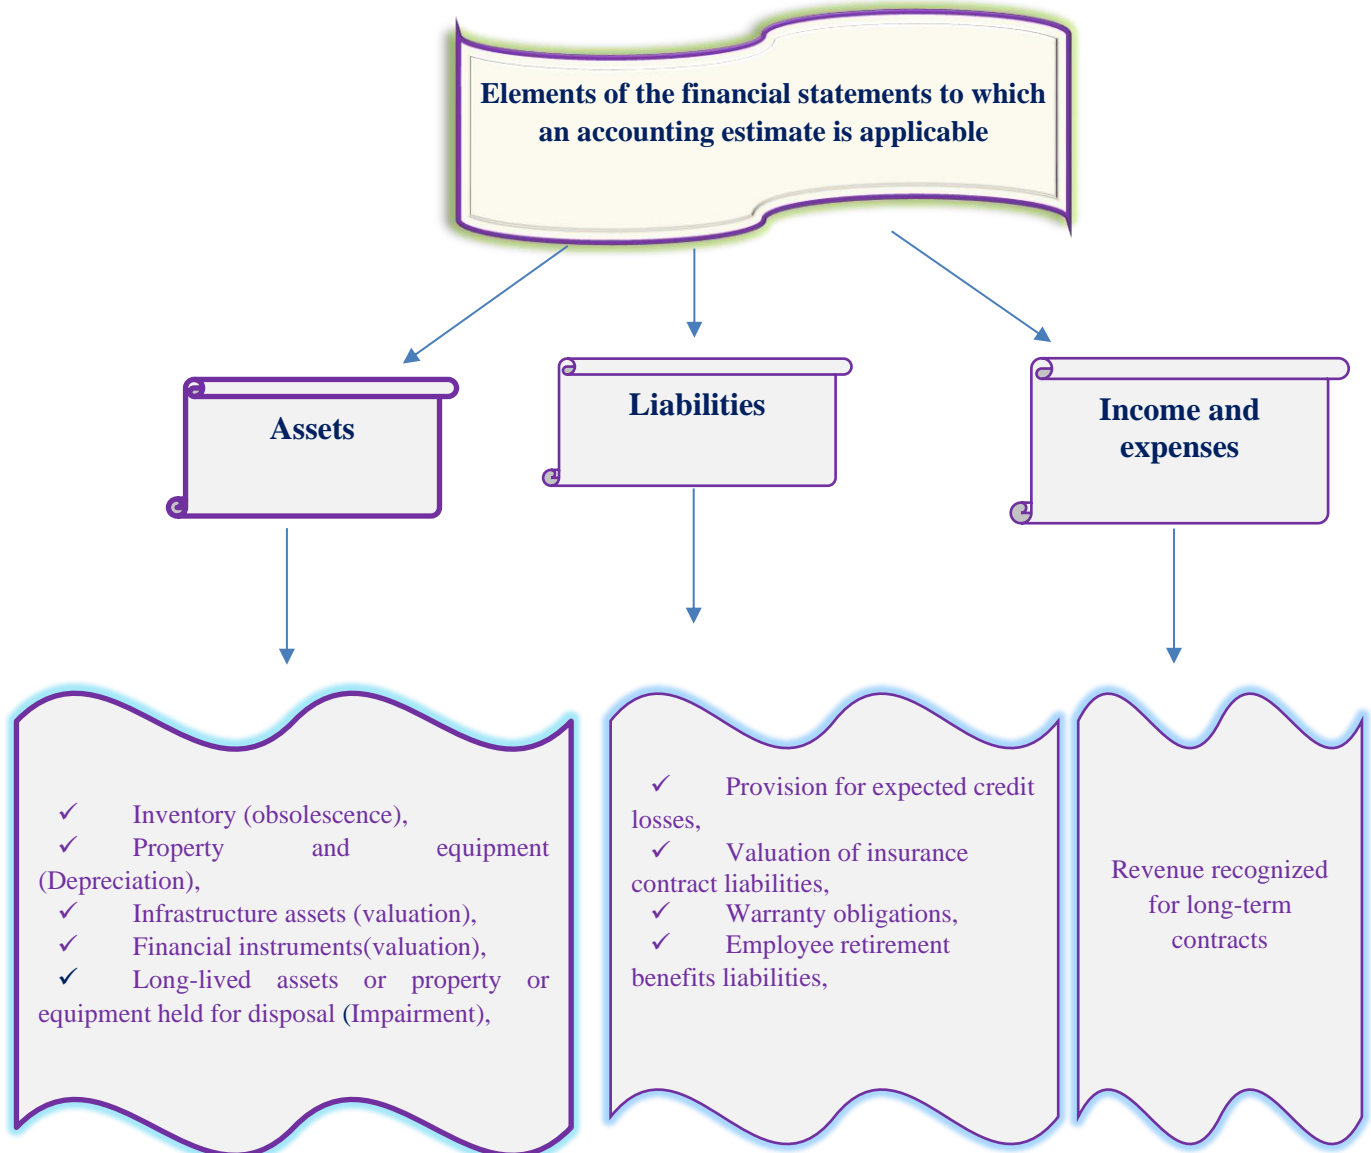 Elements of the financial statements to which
an accounting estimate is applicable
Assets
Liabilities
Income and
expenses
✓ Inventory (obsolescence),
✓ Property and equipment
(Depreciation),
✓ Infrastructure assets (valuation),
✓ Financial instruments(valuation),
✓ Long-lived assets or property or
equipment held for disposal (Impairment),
✓ Provision for expected credit
losses,
✓ Valuation of insurance
contract liabilities,
✓ Warranty obligations,
✓ Employee retirement
benefits liabilities,
Revenue recognized
for long-term
contracts